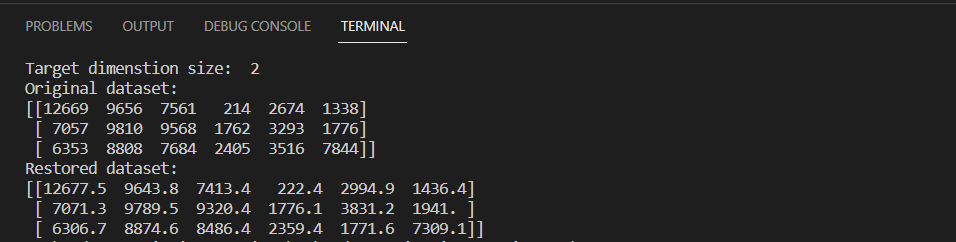 PROBLEMS OUTPUT DEBUG CONSOLE TERMINAL
Target dimenstion size:  2
Original dataset:
[[12669  9656  7561   214  2674  1338]
 [ 7057  9810  9568  1762  3293  1776]
 [ 6353  8808  7684  2405  3516  7844]]
Restored dataset:
[[12677.5  9643.8  7413.4   222.4  2994.9  1436.4]
 [ 7071.3  9789.5  9320.4  1776.1  3831.2  1941. ]
 [ 6306.7  8874.6  8486.4  2359.4  1771.6  7309.1]]